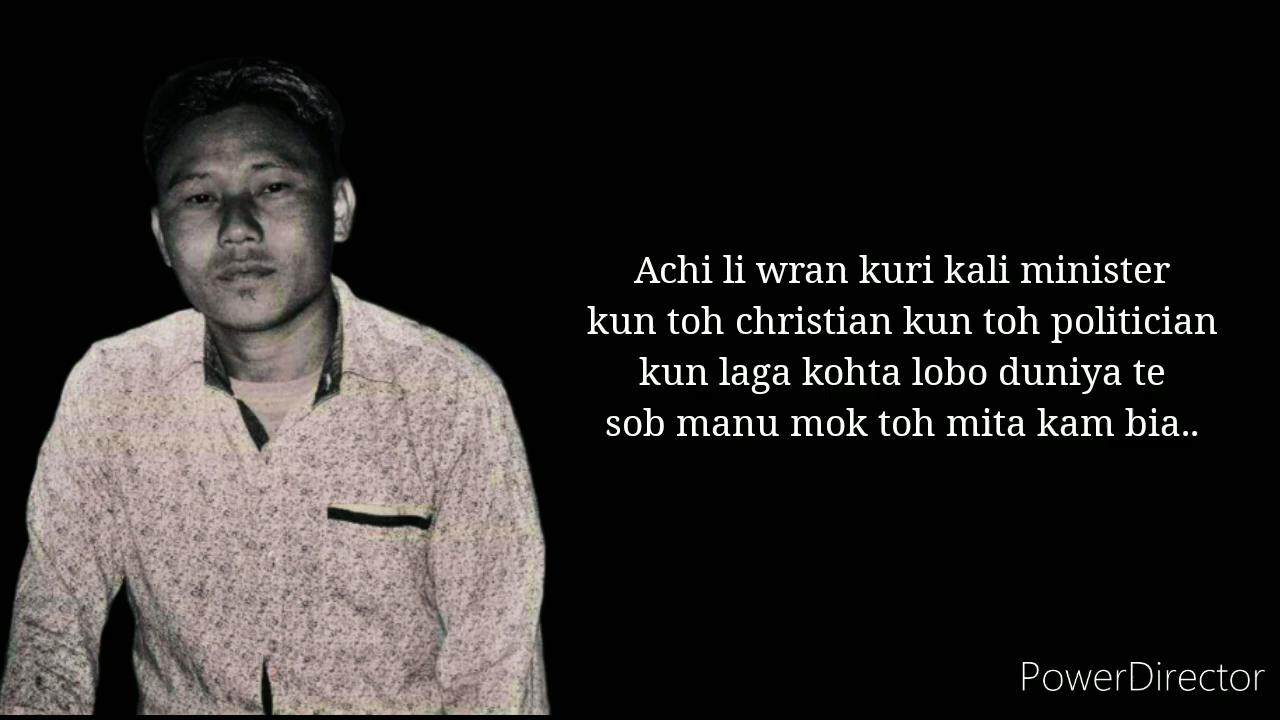 Achi li wran kuri kali minister
kun toh christian kun toh politician
kun laga kohta lobo duniya te
sob manu mok toh mita kam bia..
PowerDirector